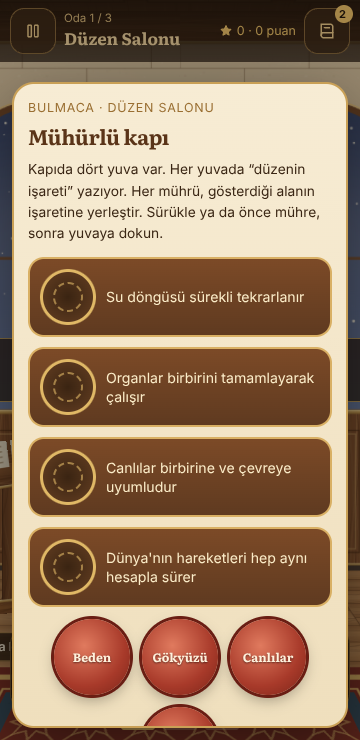 Oda 1 / 3
Düzen Salonu
0 · 0 puan
2
BULMACA · DÜZEN SALONU
Mühürlü kapı
Kapıda dört yuva var. Her yuvada “düzenin
işareti” yazıyor. Her mührü, gösterdiği alanın
işaretine yerleştir. Sürükle ya da önce mühre,
sonra yuvaya dokun.
Su döngüsü sürekli tekrarlanır
Organlar birbirini tamamlayarak
çalışır
Canlılar birbirine ve çevreye
uyumludur
Dünya'nın hareketleri hep aynı
hesapla sürer
Beden
Gökyüzü
Canlılar